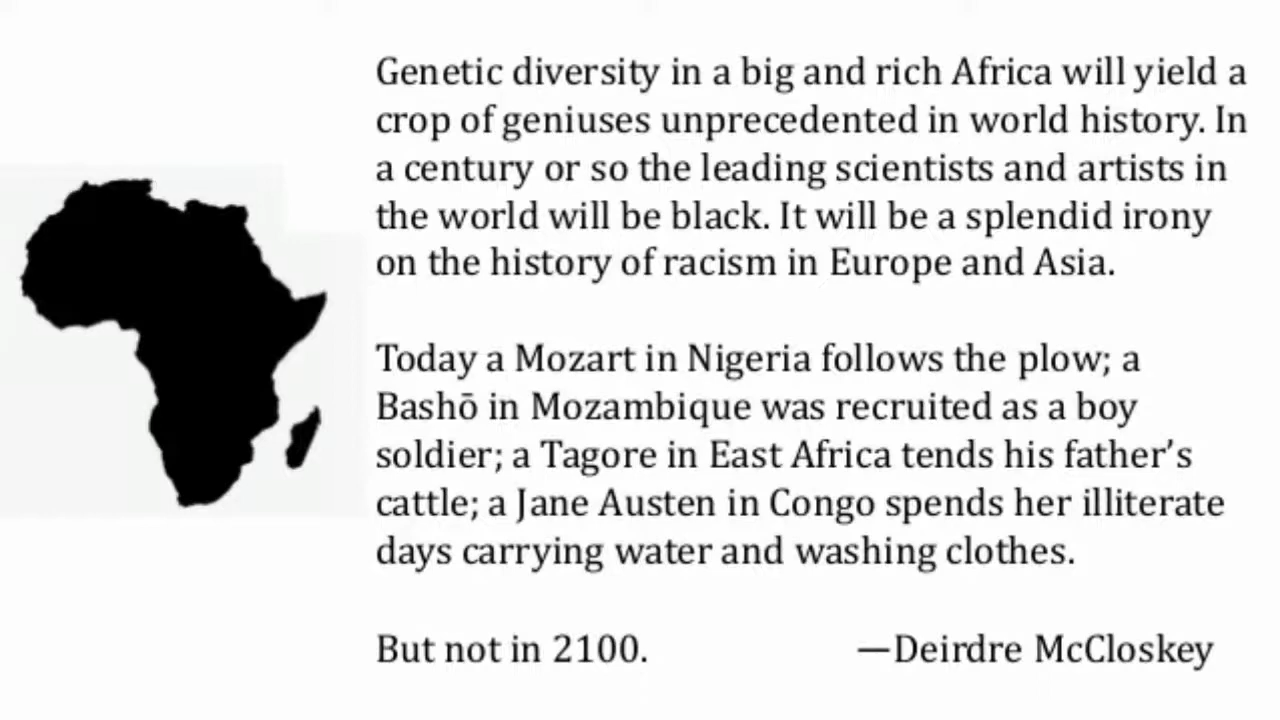 Genetic diversity in a big and rich Africa will yield a
crop of geniuses unprecedented in world history. In
a century or so the leading scientists and artists in
the world will be black. It will be a splendid irony
on the history of racism in Europe and Asia.
Today a Mozart in Nigeria follows the plow; a
Bashō in Mozambique was recruited as a boy
soldier; a Tagore in East Africa tends his father’s
cattle; a Jane Austen in Congo spends her illiterate
days carrying water and washing clothes.
But not in 2100. —Deirdre McCloskey